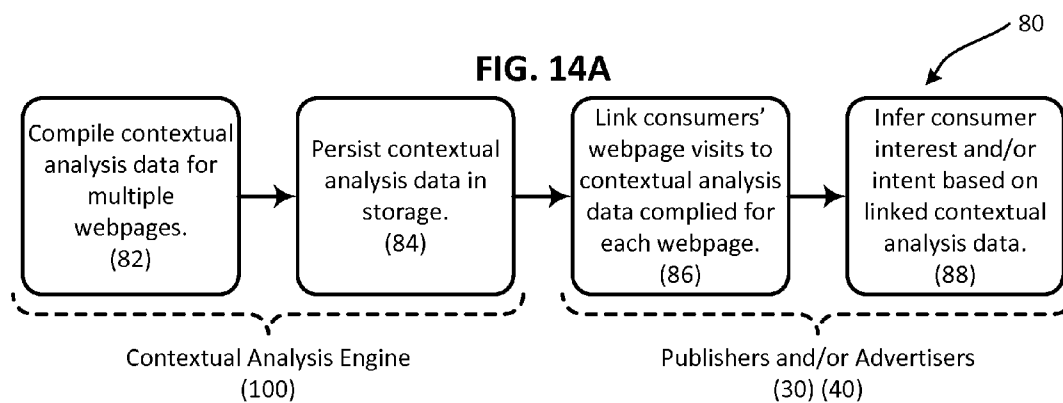 80
FIG. 14A
Compile contextual
analysis data for
multiple
webpages.
(82)
Persist contextual
analysis data in
storage.
(84)
Link consumers’
webpage visits to
contextual analysis
data complied for
each webpage.
(86)
Infer consumer
interest and/or
intent based on
linked contextual
analysis data.
(88)
Contextual Analysis Engine
(100)
Publishers and/or Advertisers
(30) (40)